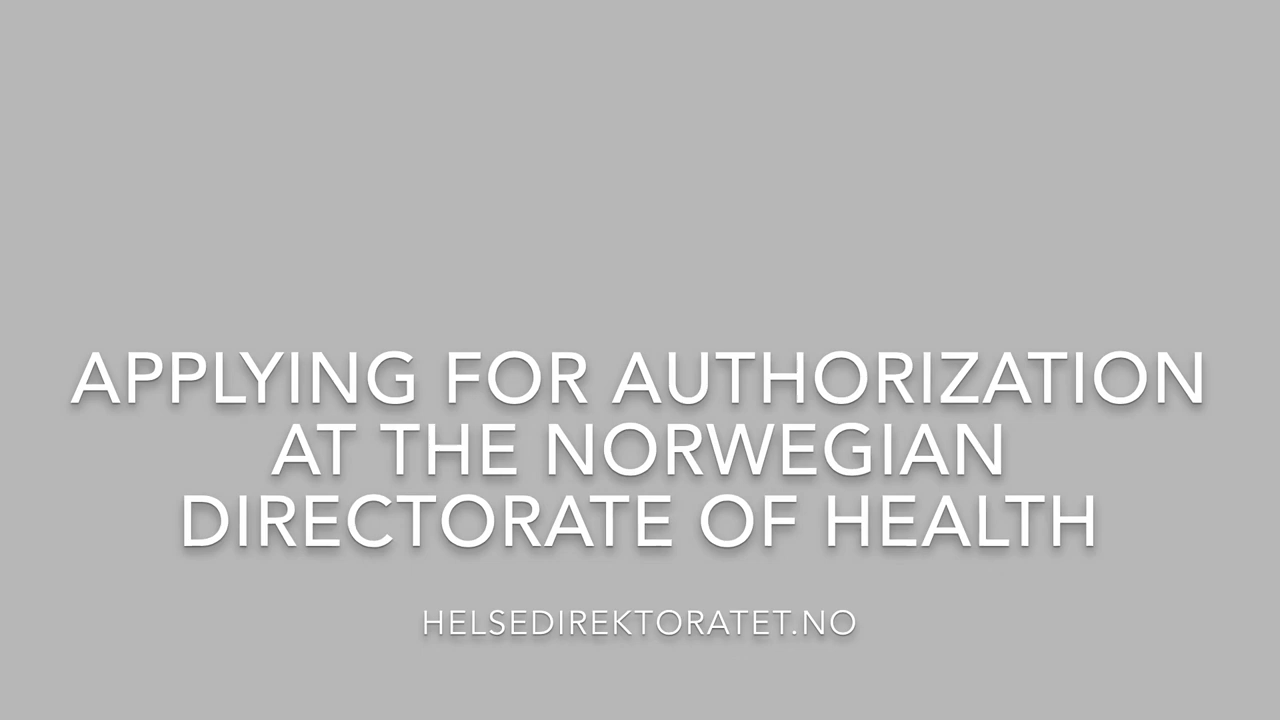 APPLYING FOR AUTHORIZATION
AT THE NORWEGIAN
DIRECTORATE OF HEALTH
HELSEDIREKTORATET.NO